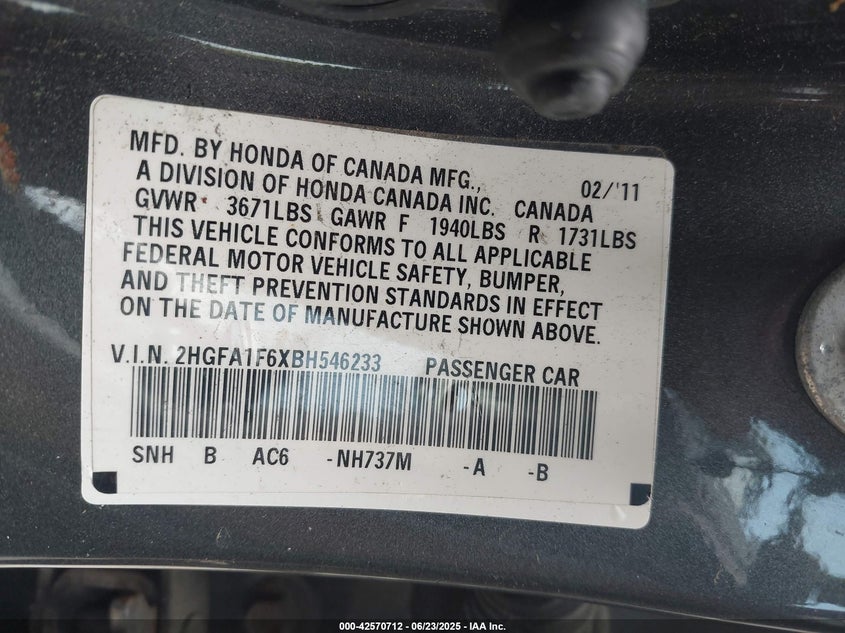 MFD. BY HONDA OF CANADA MFG., 02/'11
A DIVISION OF HONDA CANADA INC. CANADA
GVWR 3671LBS GAWR F 1940LBS R 1731LBS
THIS VEHICLE CONFORMS TO ALL APPLICABLE
FEDERAL MOTOR VEHICLE SAFETY, BUMPER,
AND THEFT PREVENTION STANDARDS IN EFFECT
ON THE DATE OF MANUFACTURE SHOWN ABOVE.
V.I.N. 2HGFA1F6XBH546233 PASSENGER CAR
SNH B AC6 -NH737M -A -B
000-42570712 - 06/23/2025 - IAA Inc.